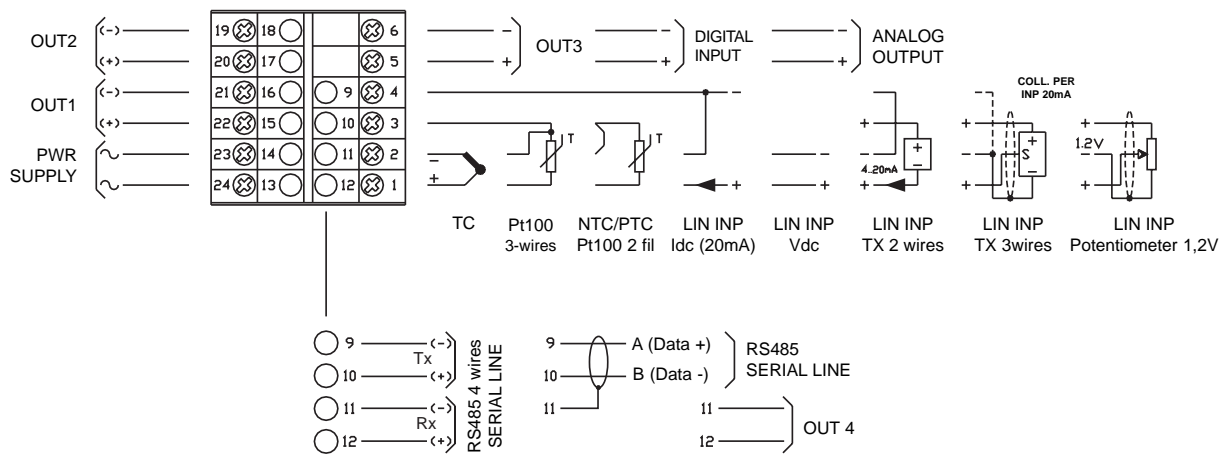 OUT2 (-) 19 18 6 - OUT3 - DIGITAL INPUT - ANALOG OUTPUT
(+) 20 17 5 + + +
OUT1 (-) 21 16 9 4 - - COLL. PER INP 20mA
(+) 22 15 10 3 T T + + 1.2V
PWR SUPPLY ~ 23 14 11 2 - - + - + + S -
~ 24 13 12 1 + + + 4..20mA + + +
TC
Pt100
3-wires
NTC/PTC
Pt100 2 fil
LIN INP
Idc (20mA)
LIN INP
Vdc
LIN INP
TX 2 wires
LIN INP
TX 3wires
LIN INP
Potentiometer 1,2V
9 (-)
Tx
10 (+)
11 (-)
Rx
12 (+)
RS485 4 wires
SERIAL LINE
9 A (Data +)
10 B (Data -)
11
RS485
SERIAL LINE
11
12
OUT 4